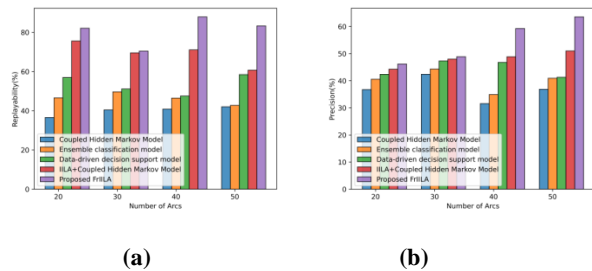 80
60
40
20
0
Replayability(%)
Coupled Hidden Markov Model
Ensemble classification model
Data-driven decision support model
IILA+Coupled Hidden Markov Model
Proposed FrIILA
20 30 40 50
Number of Arcs
(a)
60
50
40
30
20
10
0
Precision(%)
Coupled Hidden Markov Model
Ensemble classification model
Data-driven decision support model
IILA+Coupled Hidden Markov Model
Proposed FrIILA
20 30 40 50
Number of Arcs
(b)